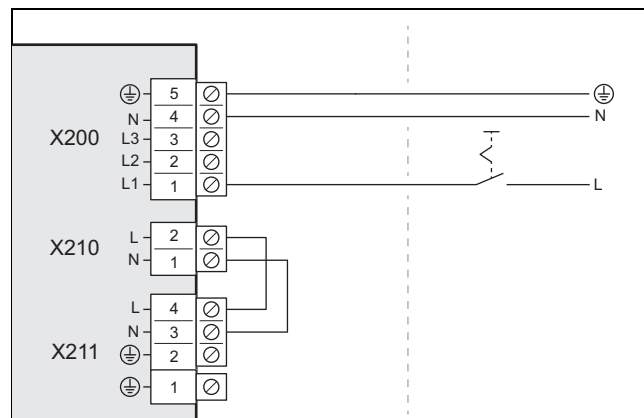 ⏚ 5 ⏚
N 4 N
X200 L3 3
L2 2
L1 1 L
L 2
X210 N 1
L 4
N 3
X211 ⏚ 2
⏚ 1